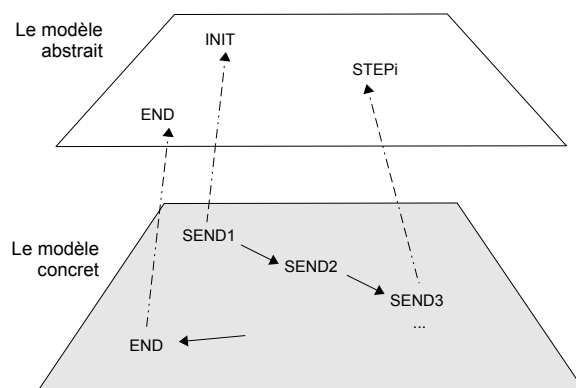 Le modèle
abstrait
INIT
STEPi
END
Le modèle
concret
SEND1
SEND2
SEND3
...
END